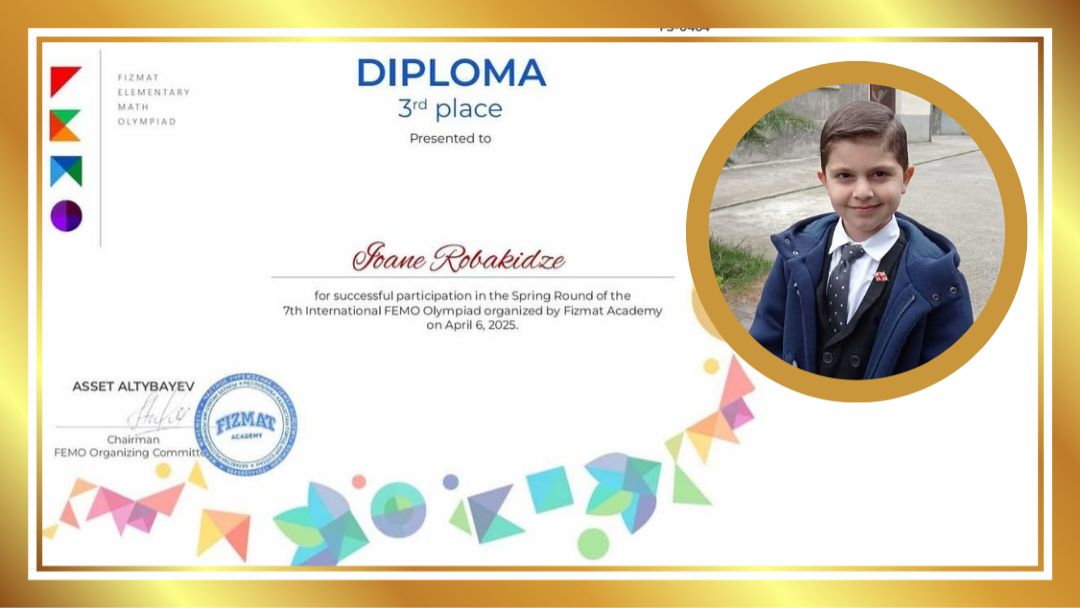 FIZMAT
ELEMENTARY
MATH
OLYMPIAD
DIPLOMA
3rd place
Presented to
Ioane Robakidze
for successful participation in the Spring Round of the
7th International FEMO Olympiad organized by Fizmat Academy
on April 6, 2025.
ASSET ALTYBAYEV
Chairman
FEMO Organizing Committe
FIZMAT
ACADEMY